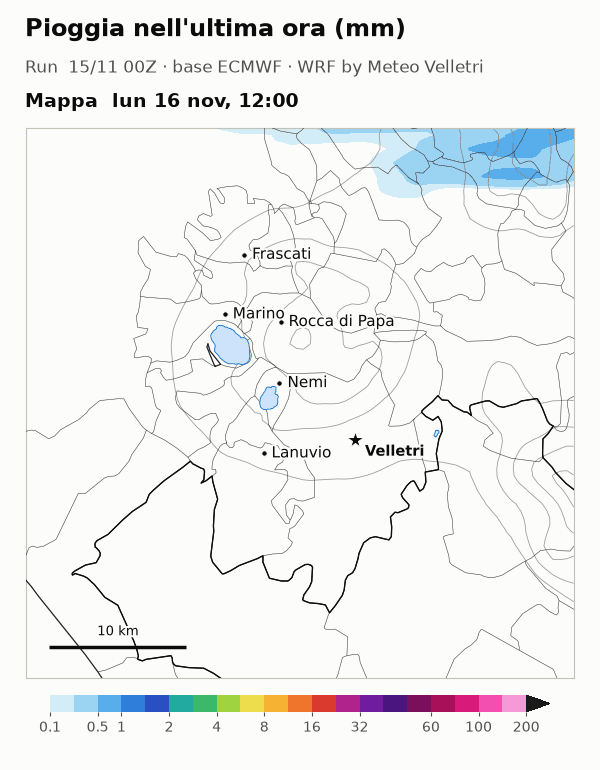 Pioggia nell'ultima ora (mm)
Run  15/11 00Z · base ECMWF · WRF by Meteo Velletri
Mappa  lun 16 nov, 12:00
Frascati
Marino
Rocca di Papa
Nemi
Velletri
Lanuvio
10 km
0.1 0.5 1 2 4 8 16 32 60 100 200